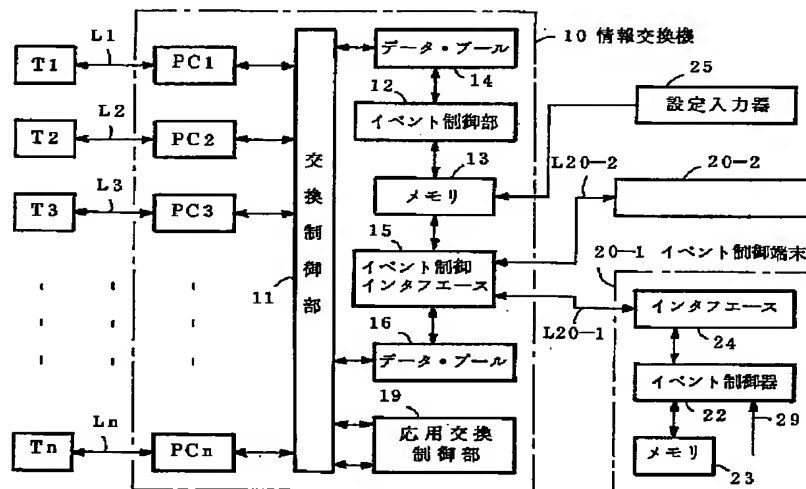 L1
T1
PC1
データ・プール
10 情報交換機
14
25
設定入力器
12
L2
T2
PC2
イベント制御部
13
L20-2
20-2
L3
T3
PC3
メモリ
交換制御部
11
15
イベント制御
インタフエース
20-1 イベント制御端末
L20-1
インタフエース
24
16
データ・プール
イベント制御器
22
29
19
Ln
Tn
PCn
応用交換
制御部
メモリ
23